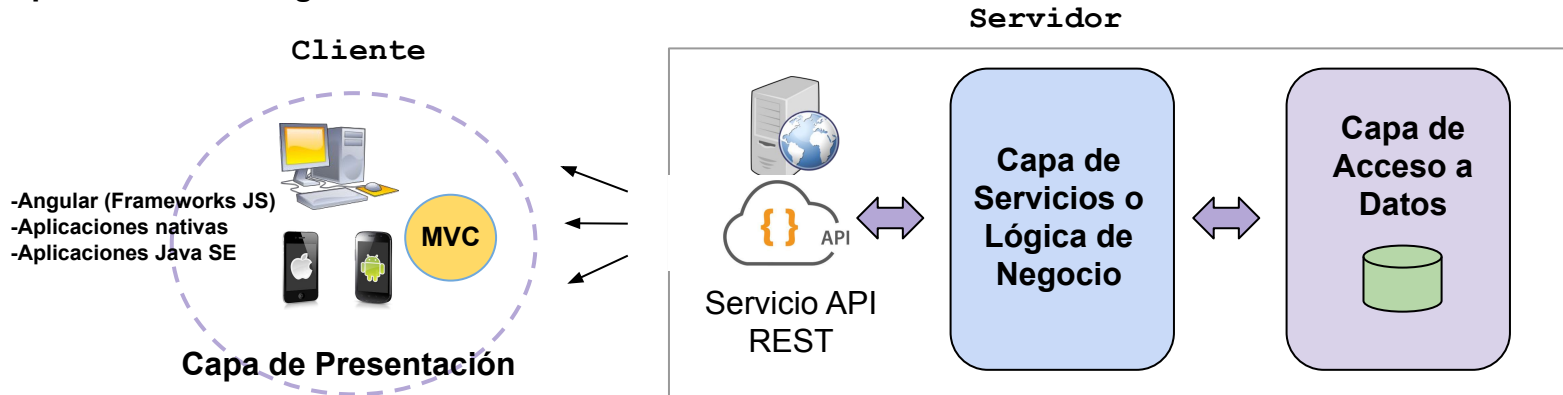 Cliente
-Angular (Frameworks JS)
-Aplicaciones nativas
-Aplicaciones Java SE
MVC
Capa de Presentación
Servidor
{ } API
Servicio API
REST
Capa de
Servicios o
Lógica de
Negocio
Capa de
Acceso a
Datos